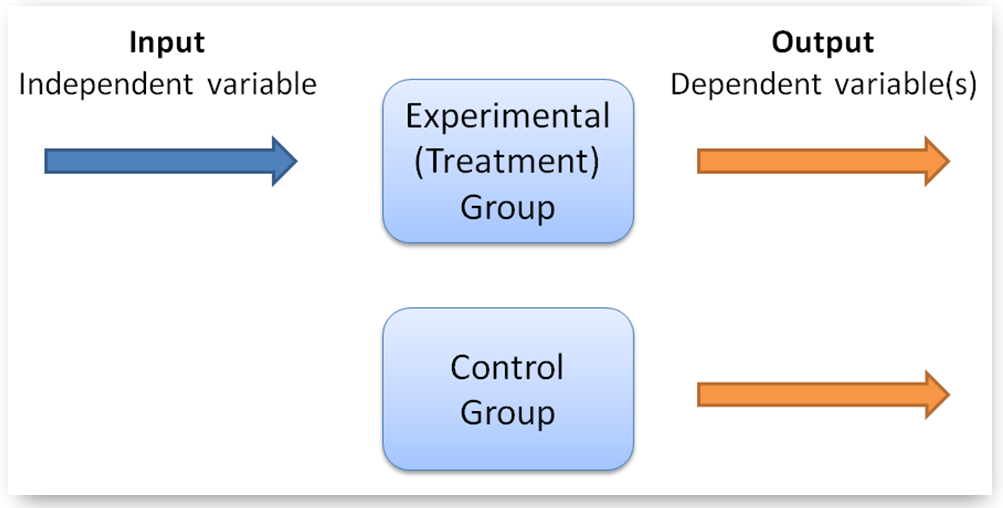 Input
Independent variable
Output
Dependent variable(s)
Experimental
(Treatment)
Group
Control
Group